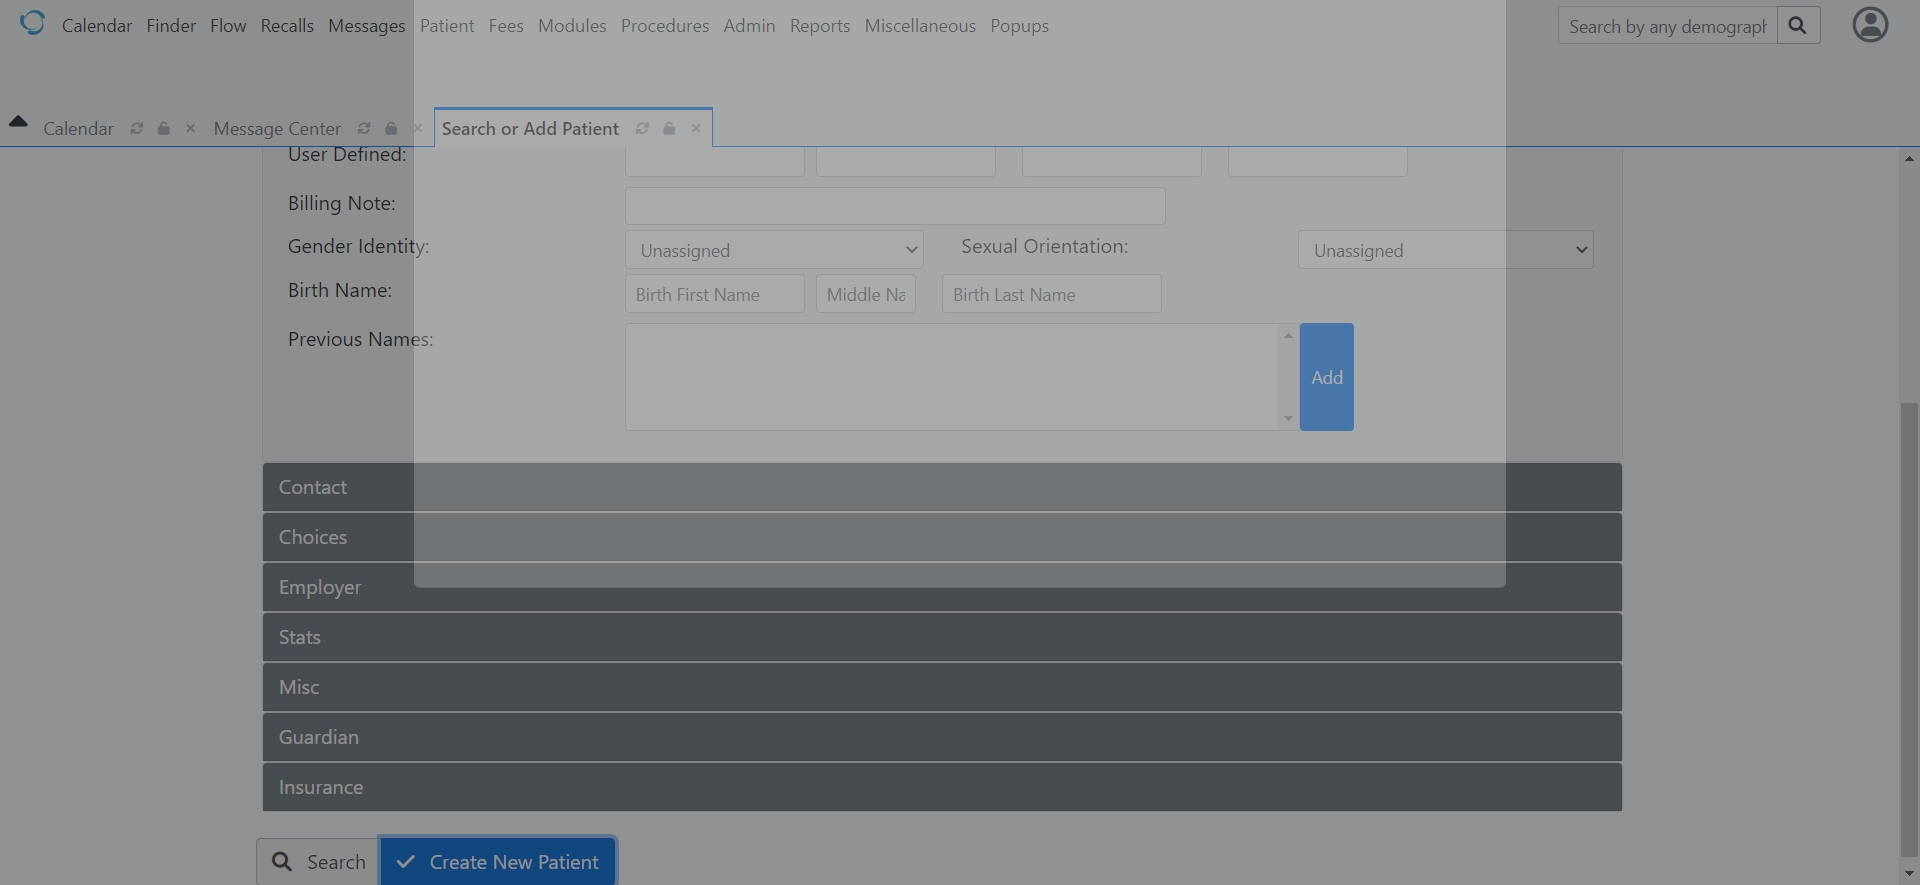 Calendar Finder Flow Recalls Messages Patient Fees Modules Procedures Admin Reports Miscellaneous Popups
Search by any demograph
Calendar Message Center Search or Add Patient
User Defined:
Billing Note:
Gender Identity: Unassigned Sexual Orientation: Unassigned
Birth Name: Birth First Name Middle Na Birth Last Name
Previous Names: Add
Contact
Choices
Employer
Stats
Misc
Guardian
Insurance
Search Create New Patient